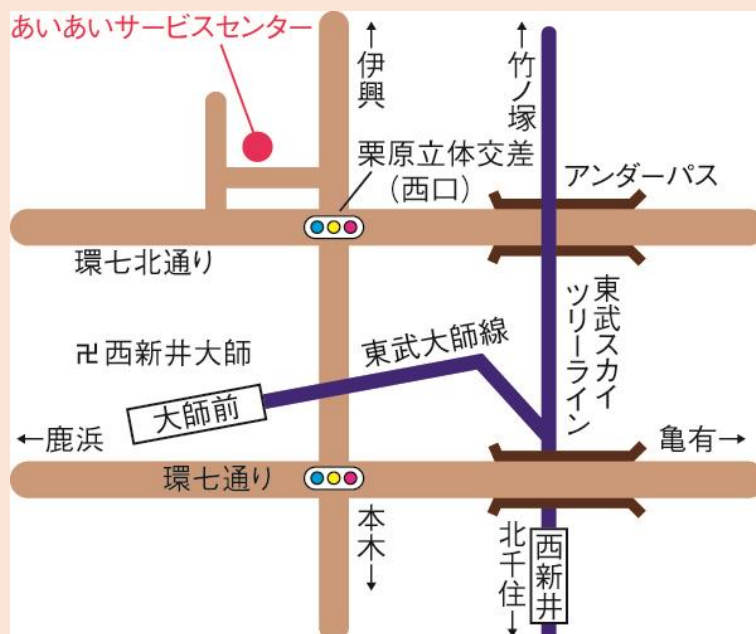 あいあいサービスセンター
↑伊興
↑竹ノ塚
栗原立体交差
(西口)
アンダーパス
環七北通り
東武スカイ
ツリーライン
卍西新井大師
東武大師線
大師前
←鹿浜
亀有→
環七通り
本木↓
北千住↓
西新井